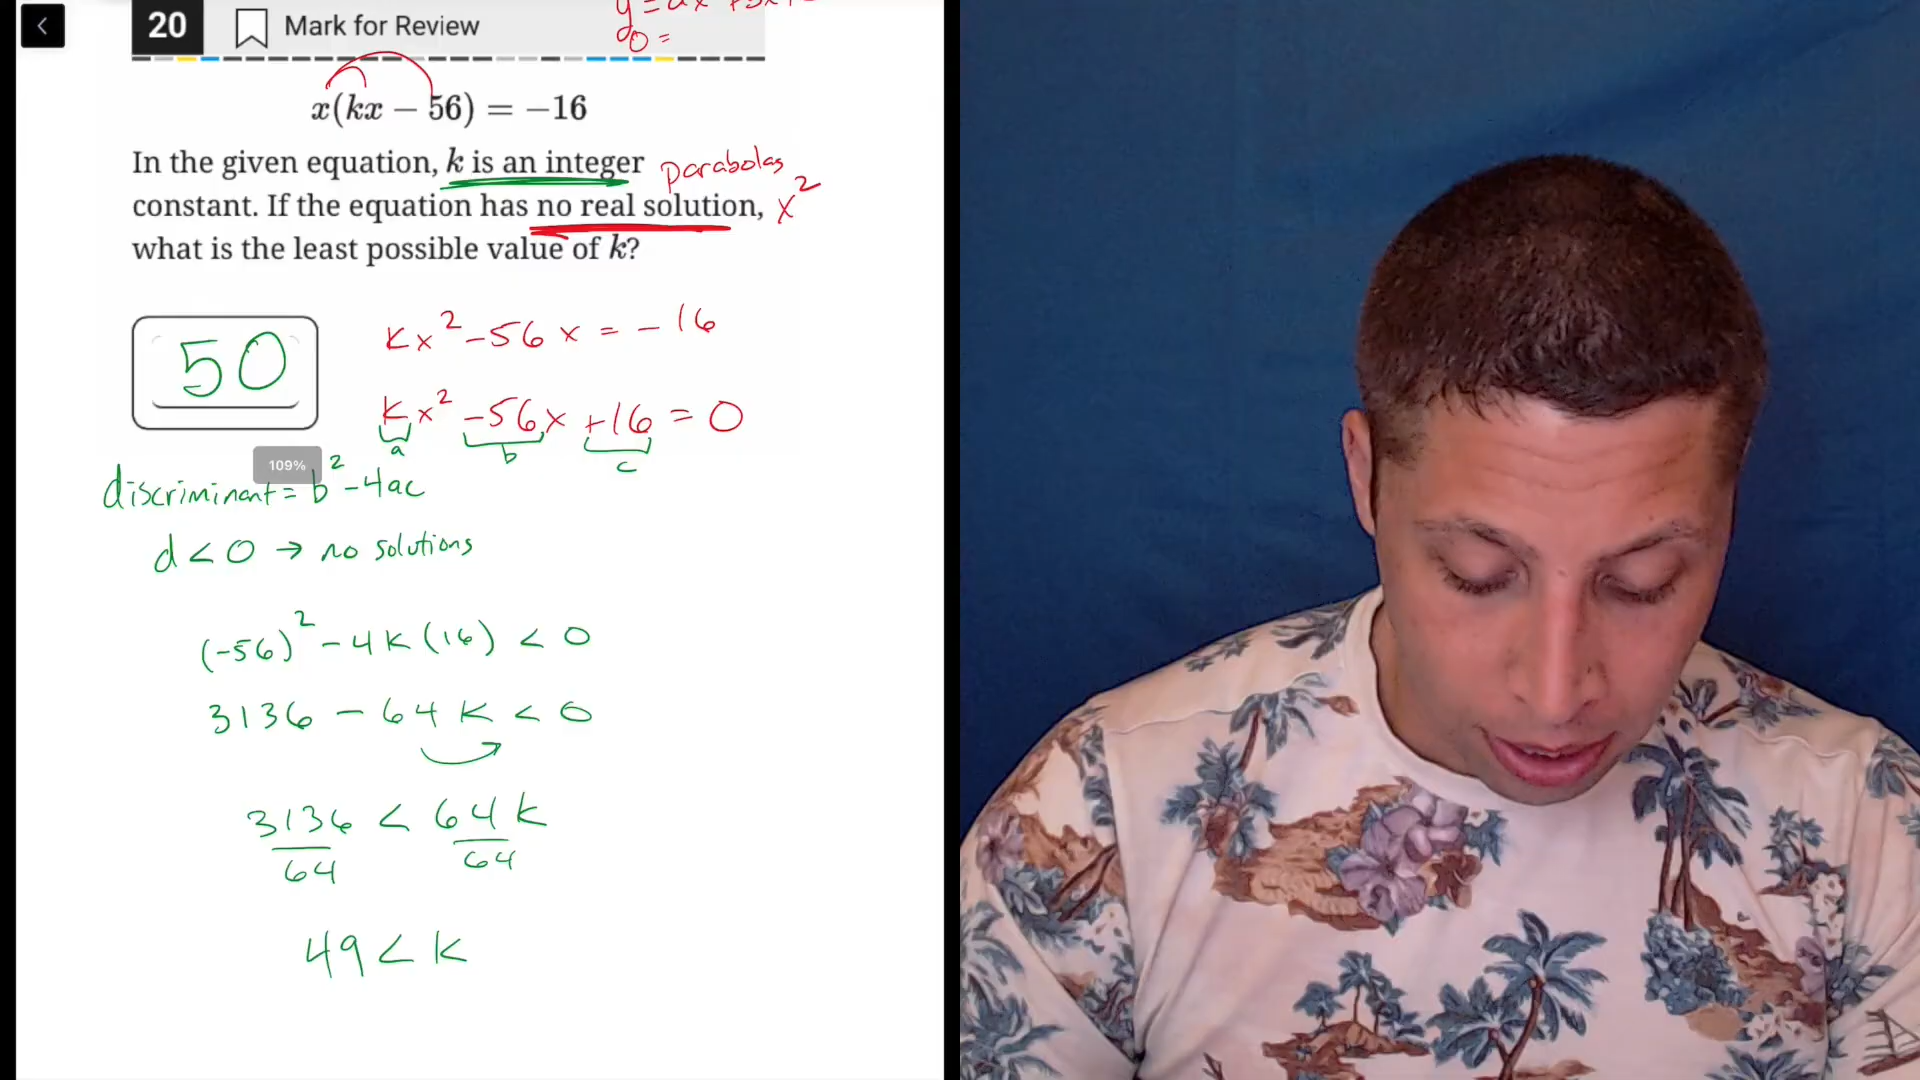 20 Mark for Review
0 =
x(kx − 56) = −16
In the given equation, k is an integer
parabolas
constant. If the equation has no real solution,
x²
what is the least possible value of k?
50
kx² -56x = -16
kx² -56x +16 = 0
a b c
109%
discriminant = b² -4ac
d < 0 → no solutions
(-56)² - 4k(16) < 0
3136 - 64k < 0
3136 < 64k
64 64
49 < k